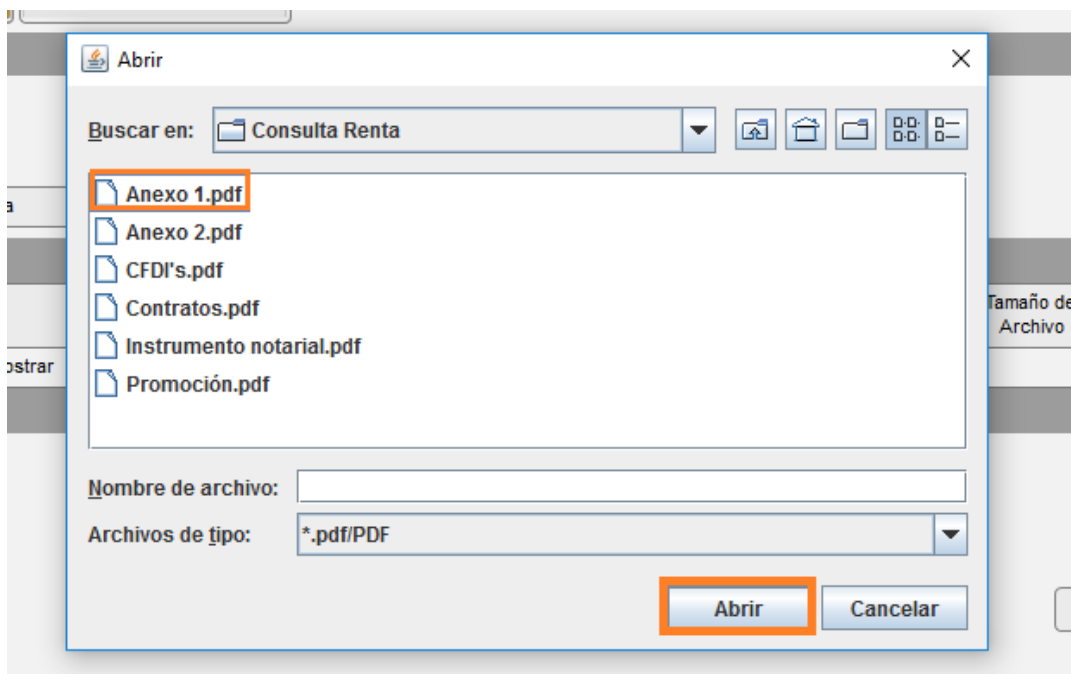 Abrir
Buscar en: Consulta Renta
Anexo 1.pdf
Anexo 2.pdf
CFDI's.pdf
Contratos.pdf
Instrumento notarial.pdf
Promoción.pdf
Nombre de archivo:
Archivos de tipo: *.pdf/PDF
Abrir Cancelar
a
ostrar
Tamaño de
Archivo